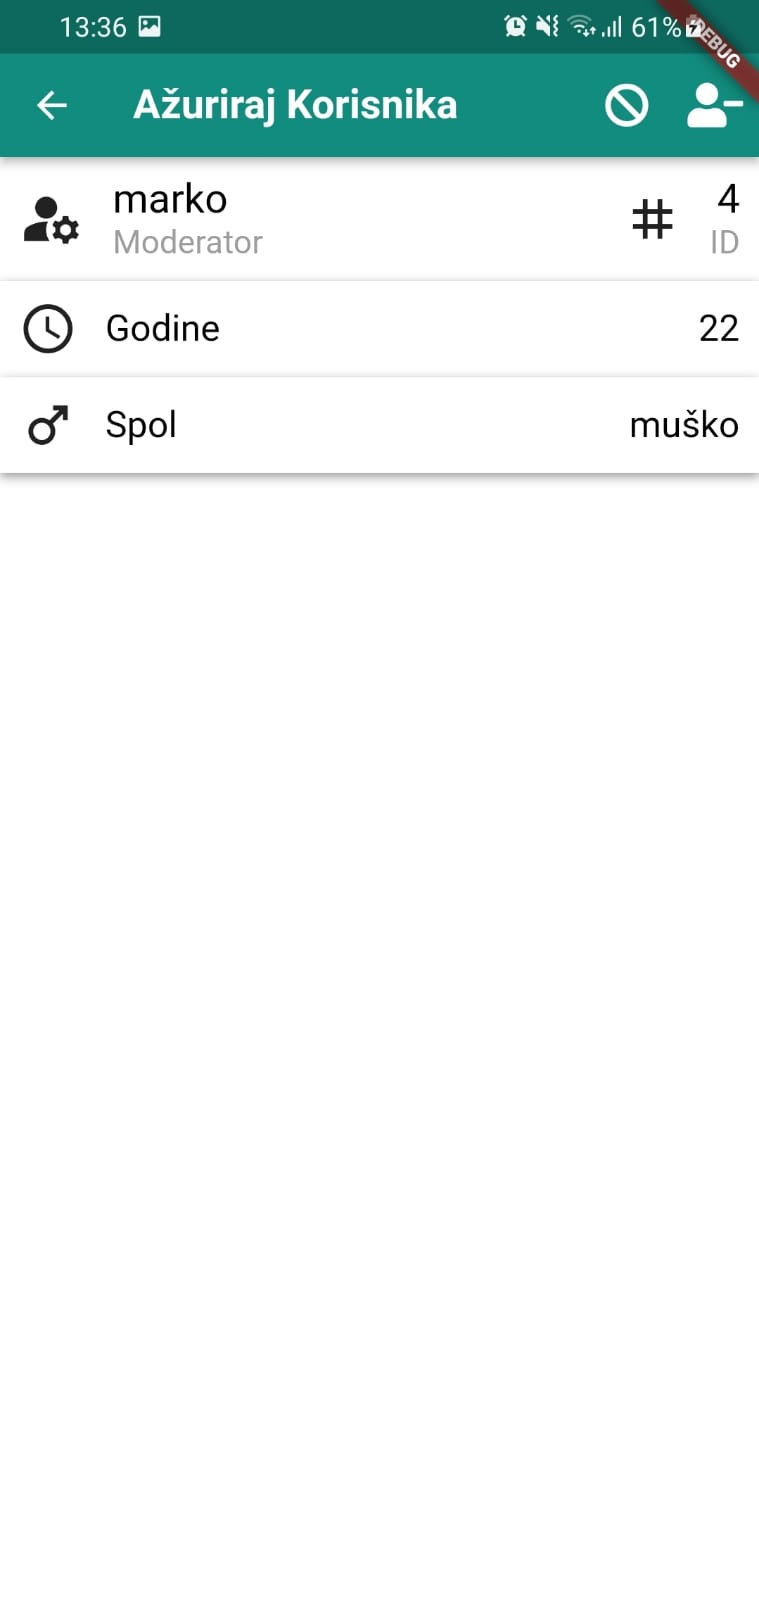 13:36 61%
DEBUG
Ažuriraj Korisnika
marko 4
Moderator ID
Godine 22
Spol muško